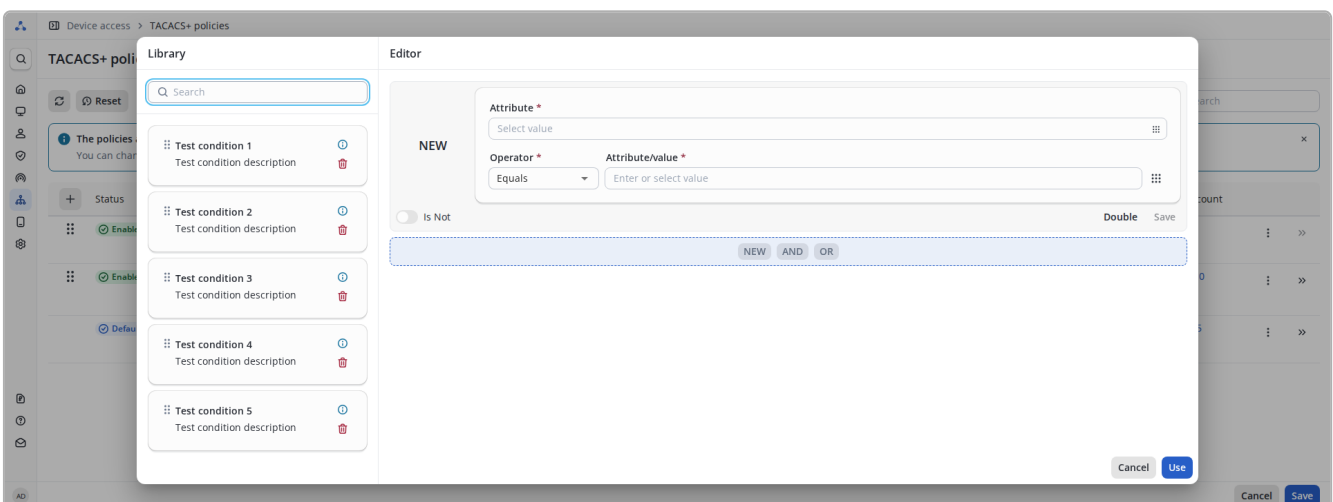 Device access > TACACS+ policies
TACACS+ poli
Reset
arch
The policies
You can chan
Status
ount
Enable
Enable
0
Defau
5
AD
Cancel Save
Library
Search
Test condition 1
Test condition description
Test condition 2
Test condition description
Test condition 3
Test condition description
Test condition 4
Test condition description
Test condition 5
Test condition description
Editor
NEW
Attribute *
Select value
Operator * Attribute/value *
Equals Enter or select value
Is Not Double Save
NEW AND OR
Cancel Use